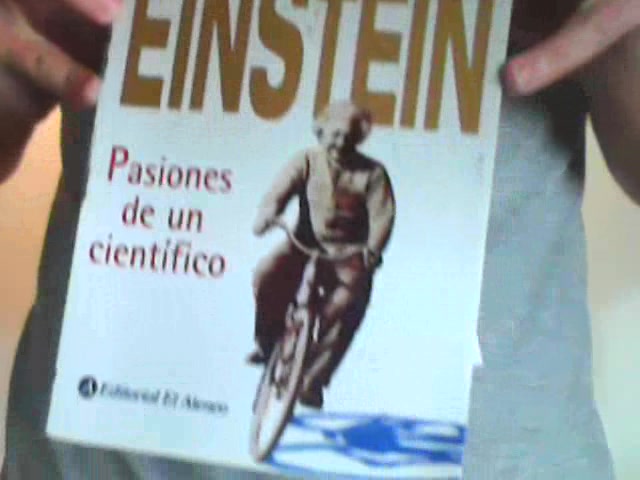 EINSTEIN
Pasiones
de un
científico
Editorial El Ateneo